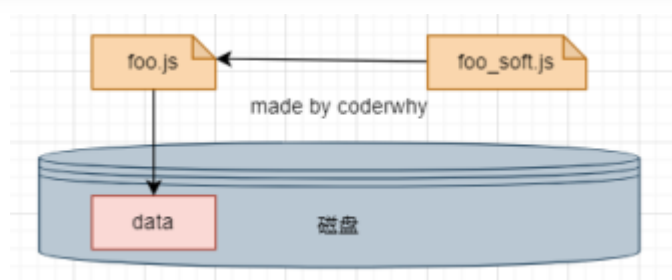 foo.js
foo_soft.js
made by coderwhy
data
磁盘